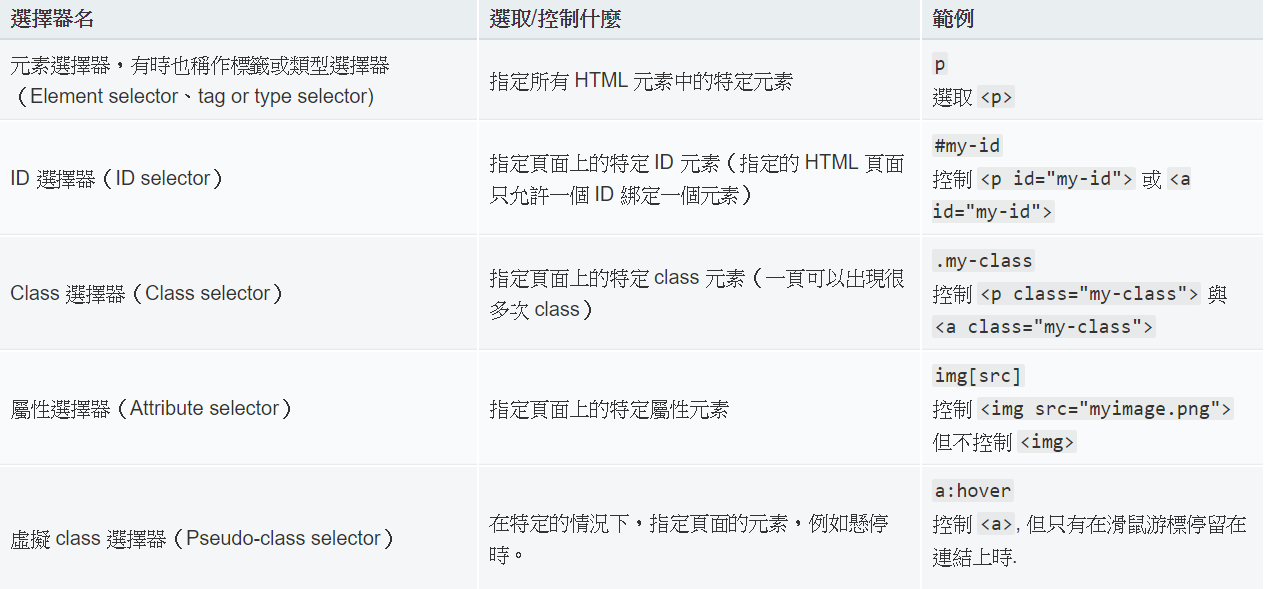 選擇器名
選取/控制什麼
範例
元素選擇器，有時也稱作標籤或類型選擇器
（Element selector、tag or type selector)
指定所有 HTML 元素中的特定元素
p
選取 <p>
ID 選擇器（ID selector）
指定頁面上的特定 ID 元素（指定的 HTML 頁面
只允許一個 ID 綁定一個元素）
#my-id
控制 <p id="my-id"> 或 <a
id="my-id">
Class 選擇器（Class selector）
指定頁面上的特定 class 元素（一頁可以出現很
多次 class）
.my-class
控制 <p class="my-class"> 與
<a class="my-class">
屬性選擇器（Attribute selector）
指定頁面上的特定屬性元素
img[src]
控制 <img src="myimage.png">
但不控制 <img>
虛擬 class 選擇器（Pseudo-class selector）
在特定的情況下，指定頁面的元素，例如懸停
時。
a:hover
控制 <a>, 但只有在滑鼠游標停留在
連結上時.